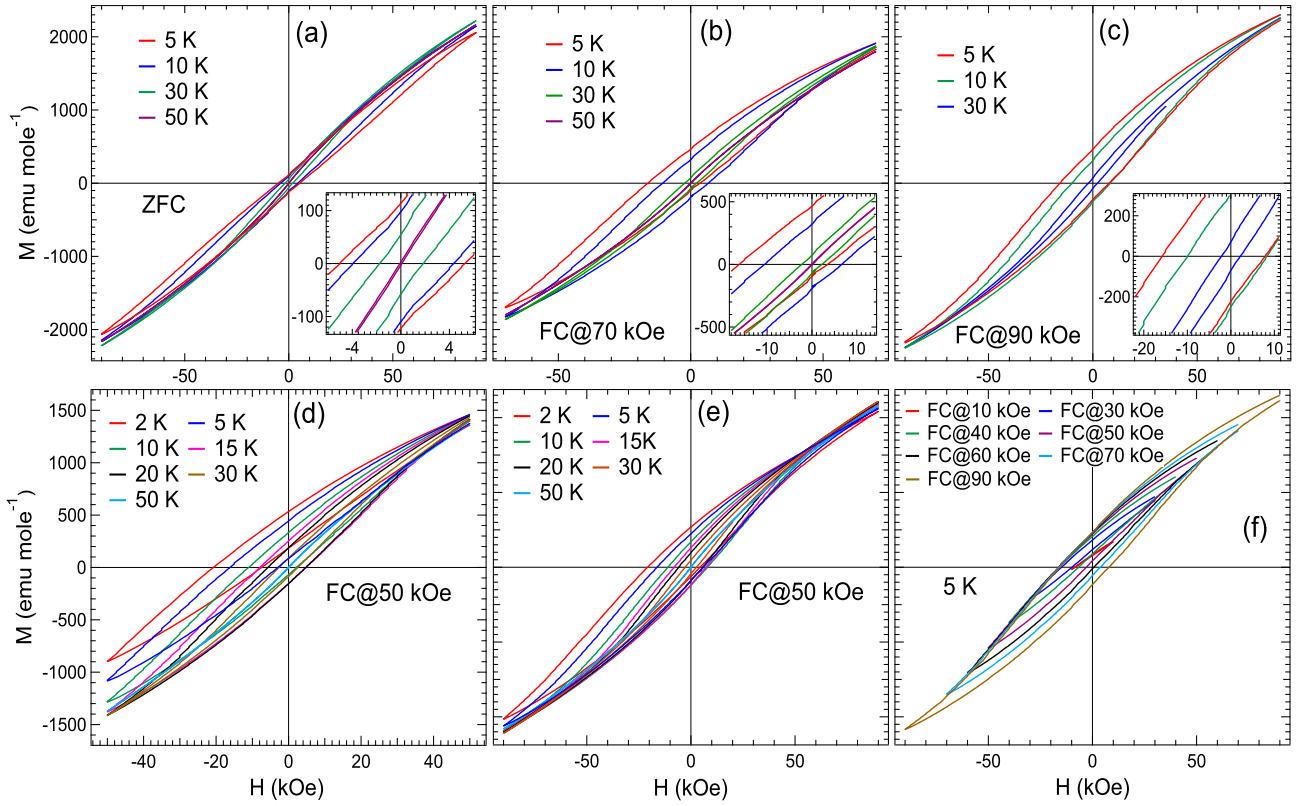 (a)
5 K
10 K
30 K
50 K
ZFC
M (emu mole-1)
2000
1000
0
-1000
-2000
-50
0
50
100
0
-100
-4
0
4
(b)
5 K
10 K
30 K
50 K
FC@70 kOe
-50
0
50
500
0
-500
-10
0
10
(c)
5 K
10 K
30 K
FC@90 kOe
-50
0
50
200
0
-200
-20
-10
0
10
(d)
2 K 5 K
10 K 15 K
20 K 30 K
50 K
FC@50 kOe
M (emu mole-1)
1500
1000
500
0
-500
-1000
-1500
-40
-20
0
20
40
H (kOe)
(e)
2 K 5 K
10 K 15K
20 K 30 K
50 K
FC@50 kOe
-50
0
50
H (kOe)
FC@10 kOe FC@30 kOe
FC@40 kOe FC@50 kOe
FC@60 kOe FC@70 kOe
FC@90 kOe
(f)
5 K
-50
0
50
H (kOe)